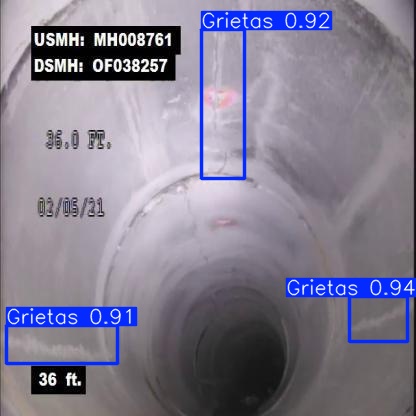 Grietas 0.92
USMH: MH008761
DSMH: OF038257
36.0 FT.
02/05/21
Grietas 0.94
Grietas 0.91
36 ft.